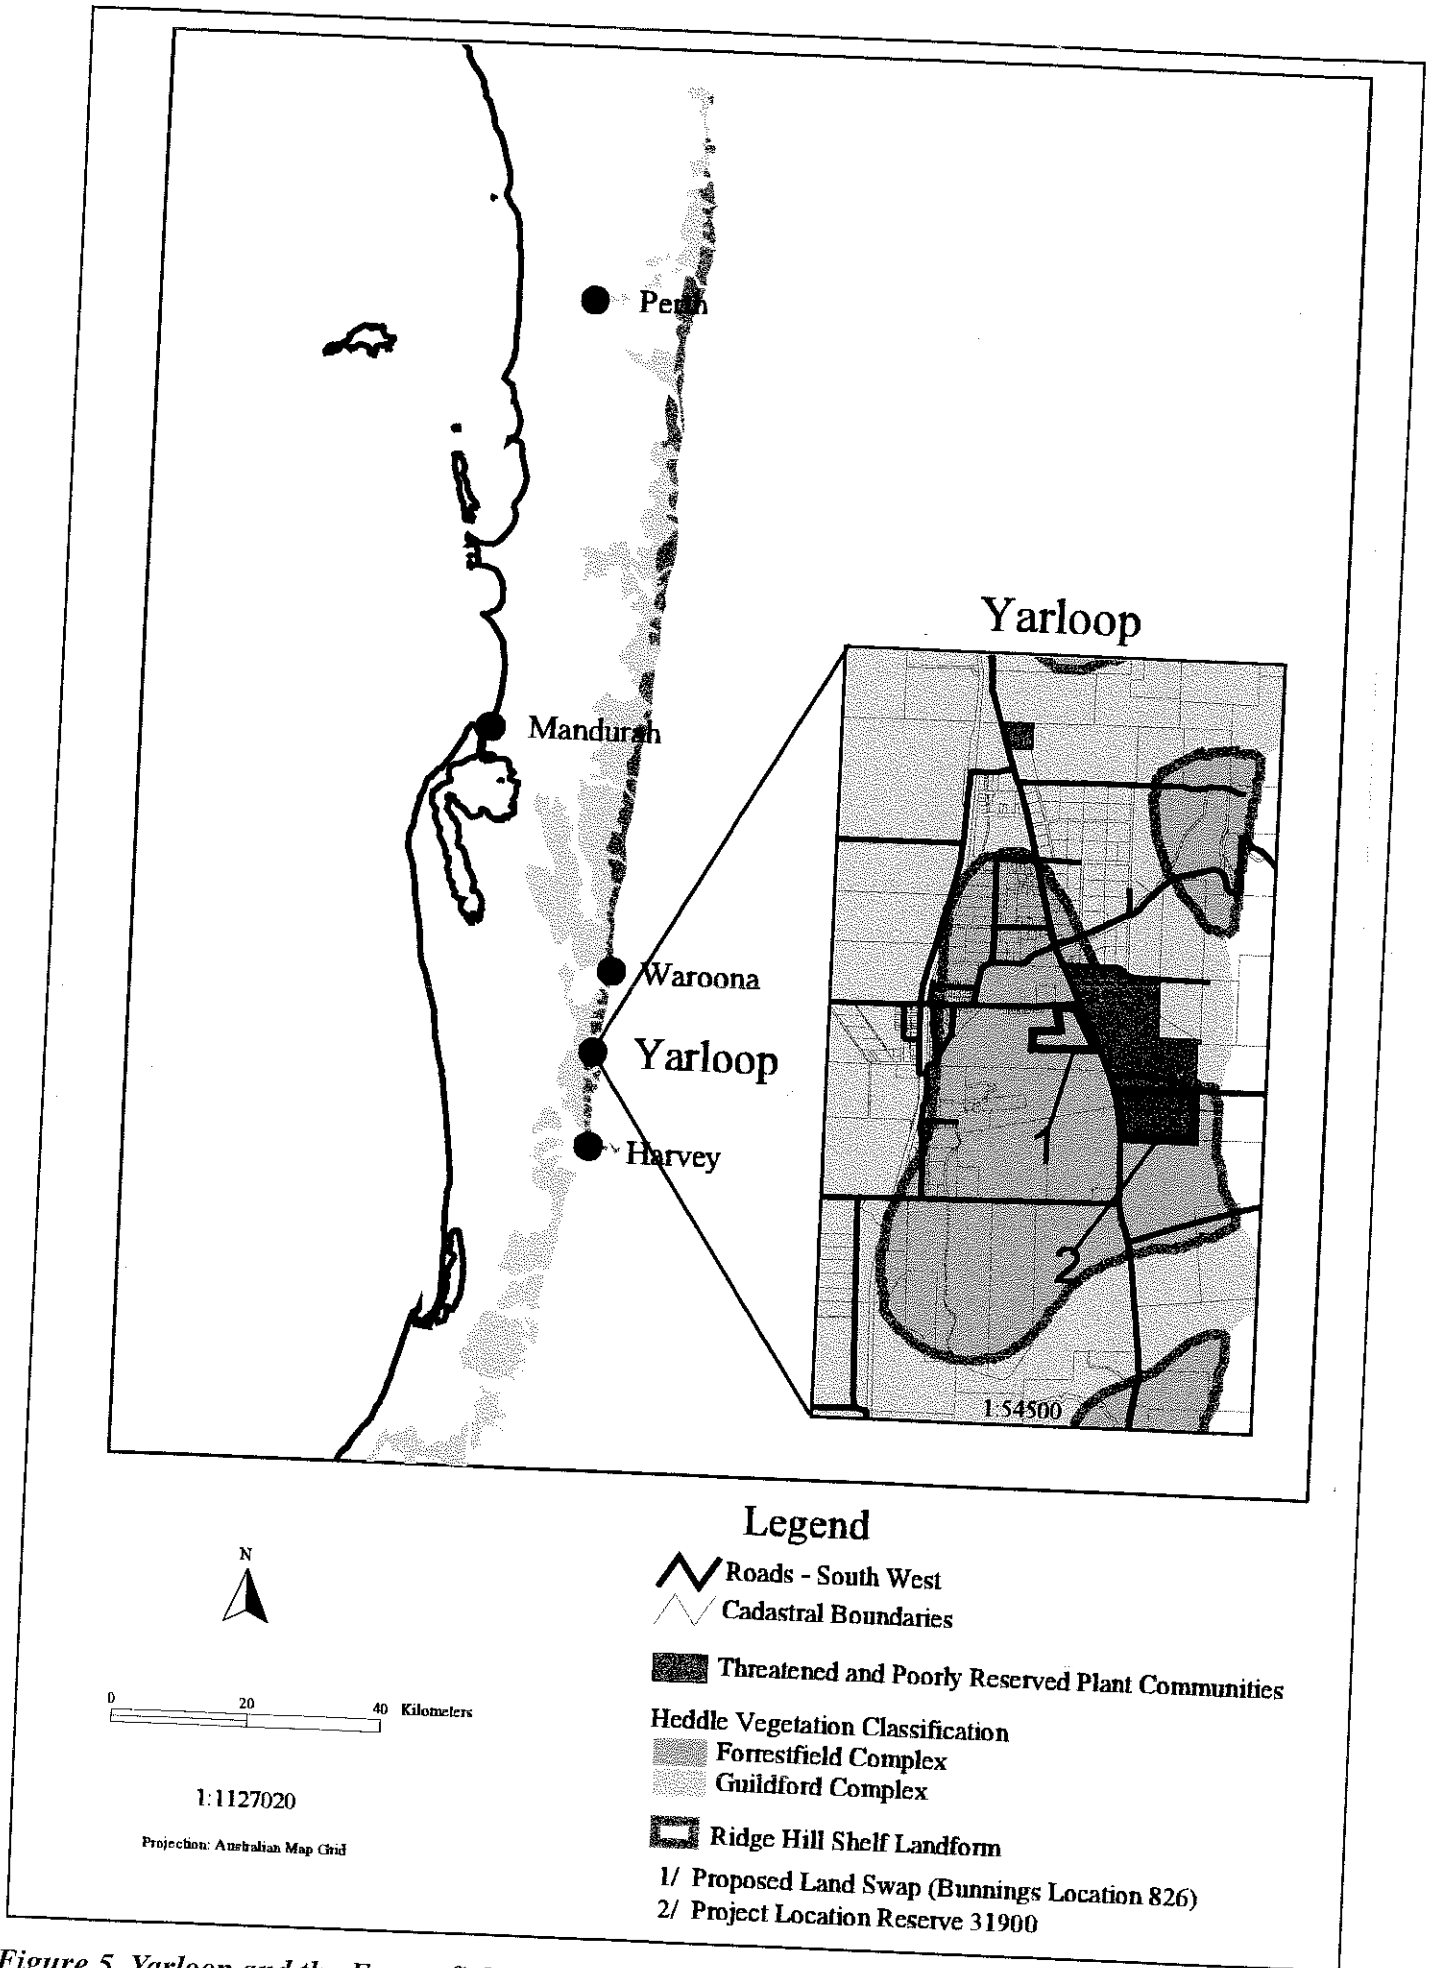 Perth
Yarloop
Mandurah
Waroona
Yarloop
Harvey
1
2
1:54500
Legend
N
Roads - South West
Cadastral Boundaries
Threatened and Poorly Reserved Plant Communities
0 20 40 Kilometers
Heddle Vegetation Classification
Forrestfield Complex
Guildford Complex
1:1127020
Projection: Australian Map Grid
Ridge Hill Shelf Landform
1/ Proposed Land Swap (Bunnings Location 826)
2/ Project Location Reserve 31900
Figure 5. Yarloop and the